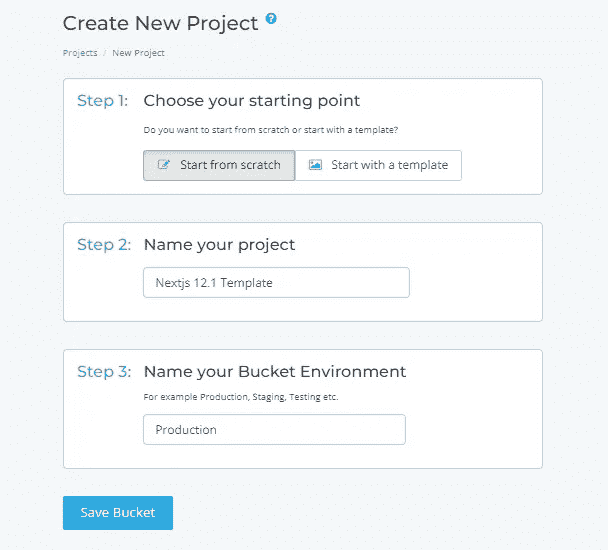 Create New Project ?
Projects / New Project
Step 1: Choose your starting point
Do you want to start from scratch or start with a template?
Start from scratch Start with a template
Step 2: Name your project
Nextjs 12.1 Template
Step 3: Name your Bucket Environment
For example Production, Staging, Testing etc.
Production
Save Bucket